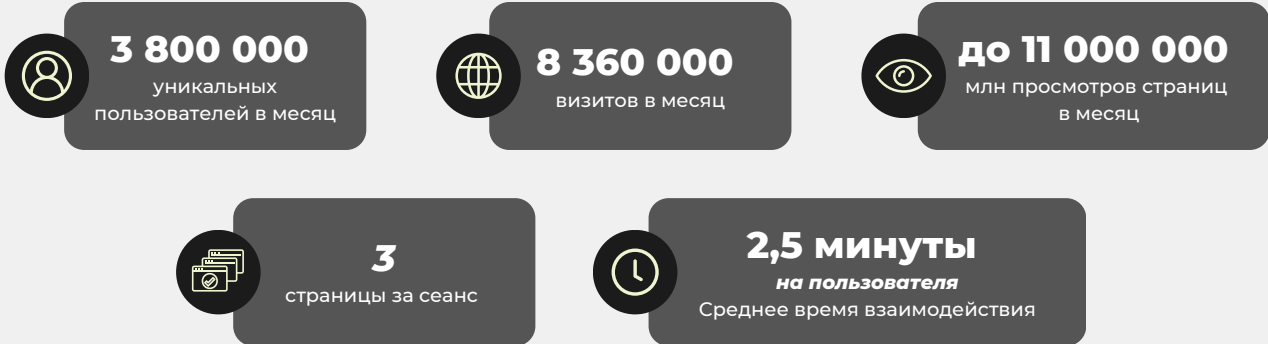 3 800 000
уникальных
пользователей в месяц
8 360 000
визитов в месяц
до 11 000 000
млн просмотров страниц
в месяц
3
страницы за сеанс
2,5 минуты
на пользователя
Среднее время взаимодействия